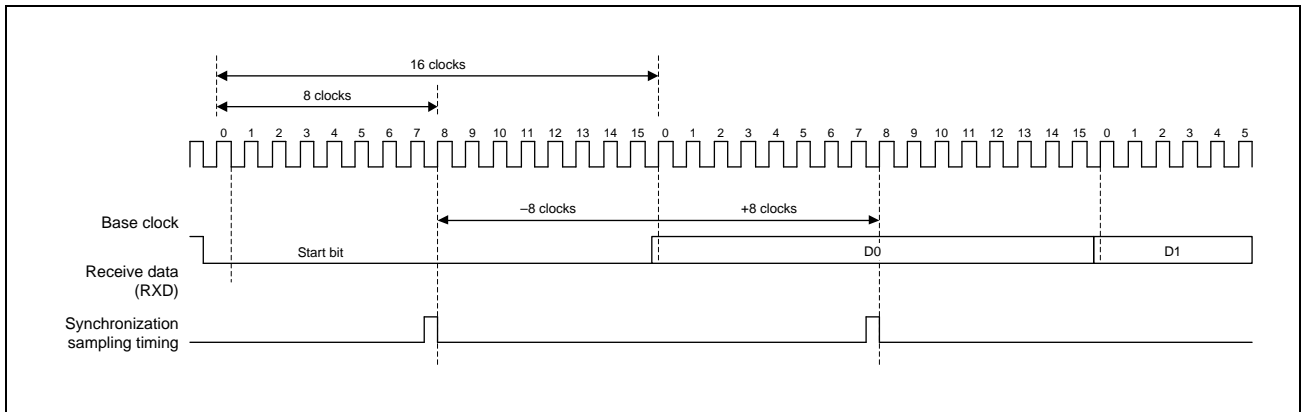 16 clocks
8 clocks
0 1 2 3 4 5 6 7 8 9 10 11 12 13 14 15 0 1 2 3 4 5 6 7 8 9 10 11 12 13 14 15 0 1 2 3 4 5
–8 clocks +8 clocks
Base clock
Start bit D0 D1
Receive data
(RXD)
Synchronization
sampling timing